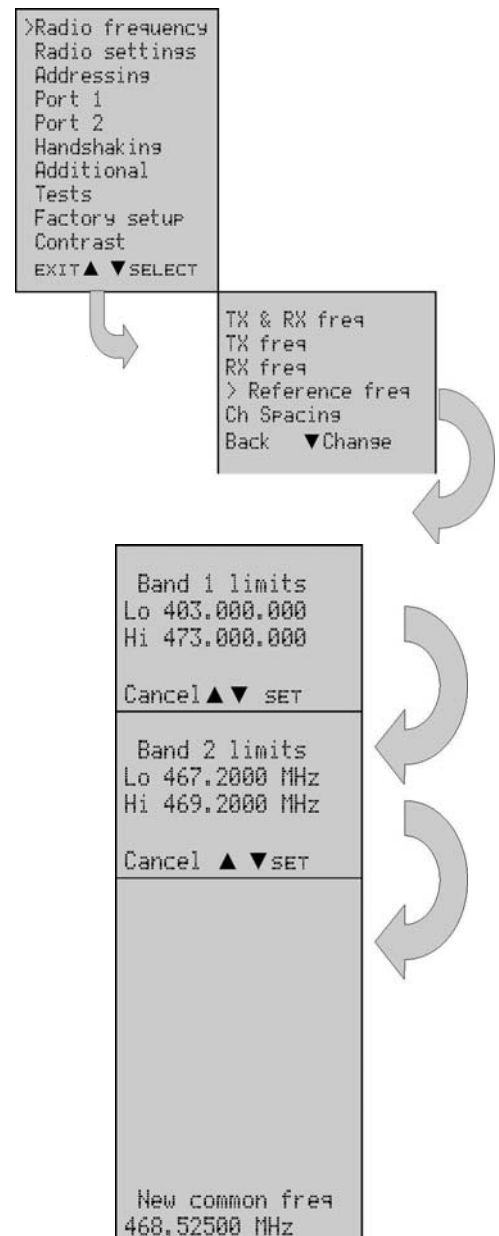 >Radio frequency
Radio settings
Addressing
Port 1
Port 2
Handshaking
Additional
Tests
Factory setup
Contrast
EXIT▲ ▼SELECT
TX & RX freq
TX freq
RX freq
> Reference freq
Ch Spacing
Back ▼Change
Band 1 limits
Lo 403.000.000
Hi 473.000.000
Cancel▲▼ SET
Band 2 limits
Lo 467.2000 MHz
Hi 469.2000 MHz
Cancel ▲ ▼SET
New common freq
468.52500 MHz